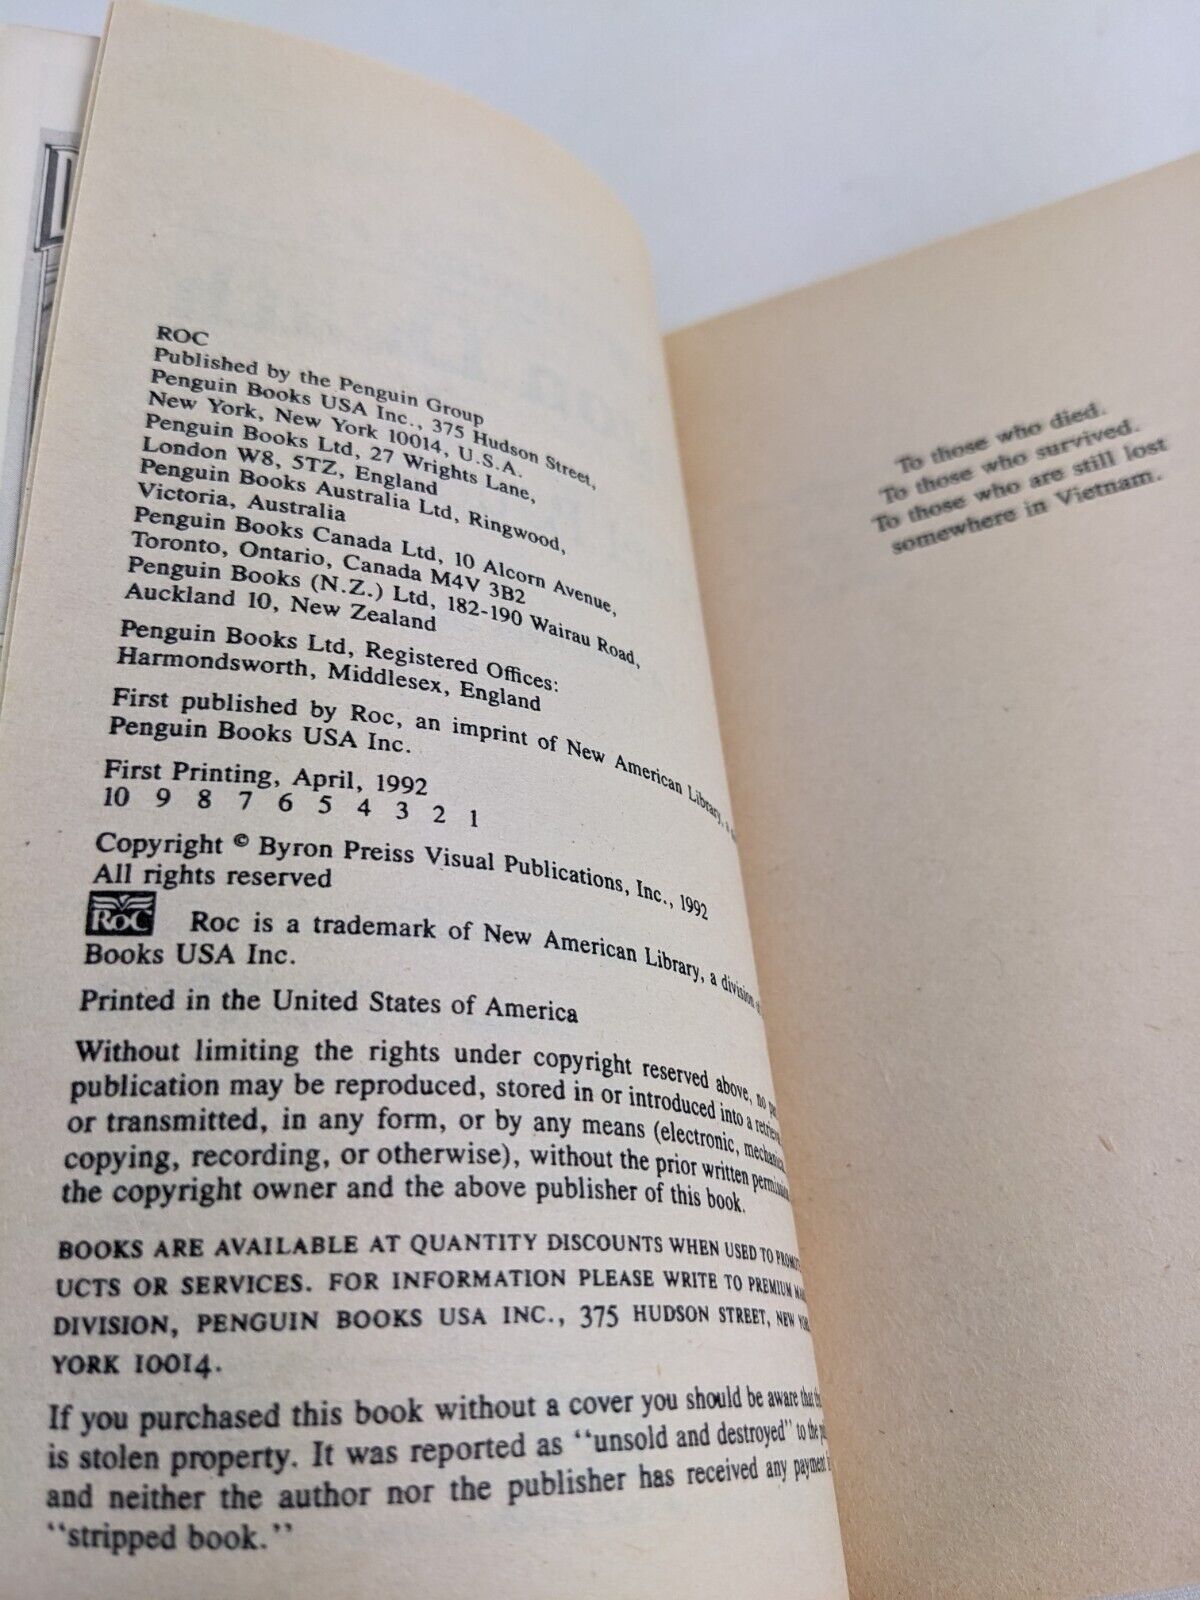 ROC
Published by the Penguin Group
Penguin Books USA Inc., 375 Hudson Street,
New York, New York 10014, U.S.A.
Penguin Books Ltd, 27 Wrights Lane,
London W8, 5TZ, England
Penguin Books Australia Ltd, Ringwood,
Victoria, Australia
Penguin Books Canada Ltd, 10 Alcorn Avenue,
Toronto, Ontario, Canada M4V 3B2
Penguin Books (N.Z.) Ltd, 182-190 Wairau Road,
Auckland 10, New Zealand
Penguin Books Ltd, Registered Offices:
Harmondsworth, Middlesex, England
First published by Roc, an imprint of New American Library, a
Penguin Books USA Inc.
First Printing, April, 1992
10 9 8 7 6 5 4 3 2 1
Copyright © Byron Preiss Visual Publications, Inc., 1992
All rights reserved
ROC Roc is a trademark of New American Library, a division
Books USA Inc.
Printed in the United States of America
Without limiting the rights under copyright reserved above, no
publication may be reproduced, stored in or introduced into a
or transmitted, in any form, or by any means (electronic,
copying, recording, or otherwise), without the prior written
the copyright owner and the above publisher of this book.
BOOKS ARE AVAILABLE AT QUANTITY DISCOUNTS WHEN USED TO
UCTS OR SERVICES. FOR INFORMATION PLEASE WRITE TO PREMIUM
DIVISION, PENGUIN BOOKS USA INC., 375 HUDSON STREET, NEW
YORK 10014.
If you purchased this book without a cover you should be aware that
is stolen property. It was reported as "unsold and destroyed" to the
and neither the author nor the publisher has received any payment
"stripped book."
To those who died.
To those who survived.
To those who are still lost
somewhere in Vietnam.